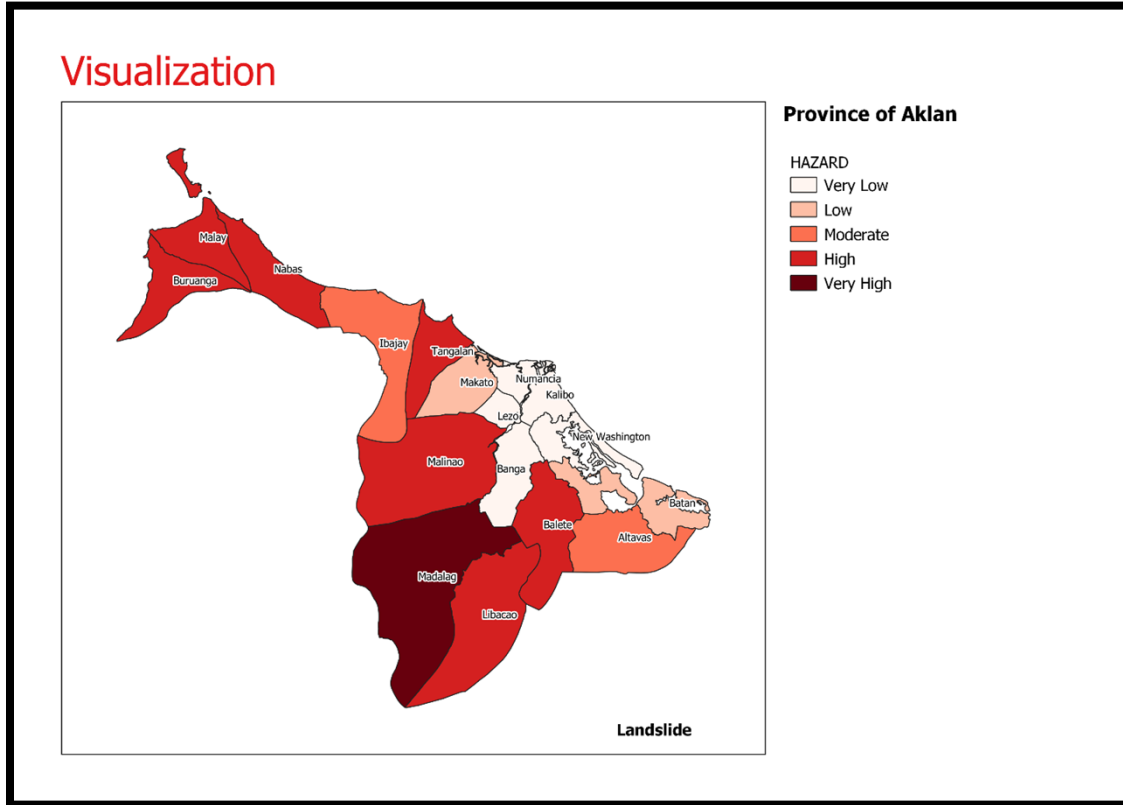 Visualization
Province of Aklan
HAZARD
Very Low
Low
Moderate
High
Very High
Malay
Nabas
Buruanga
Ibajay
Tangalan
Makato
Numancia
Kalibo
Lezo
New Washington
Malinao
Banga
Batan
Balete
Altavas
Madalag
Libacao
Landslide